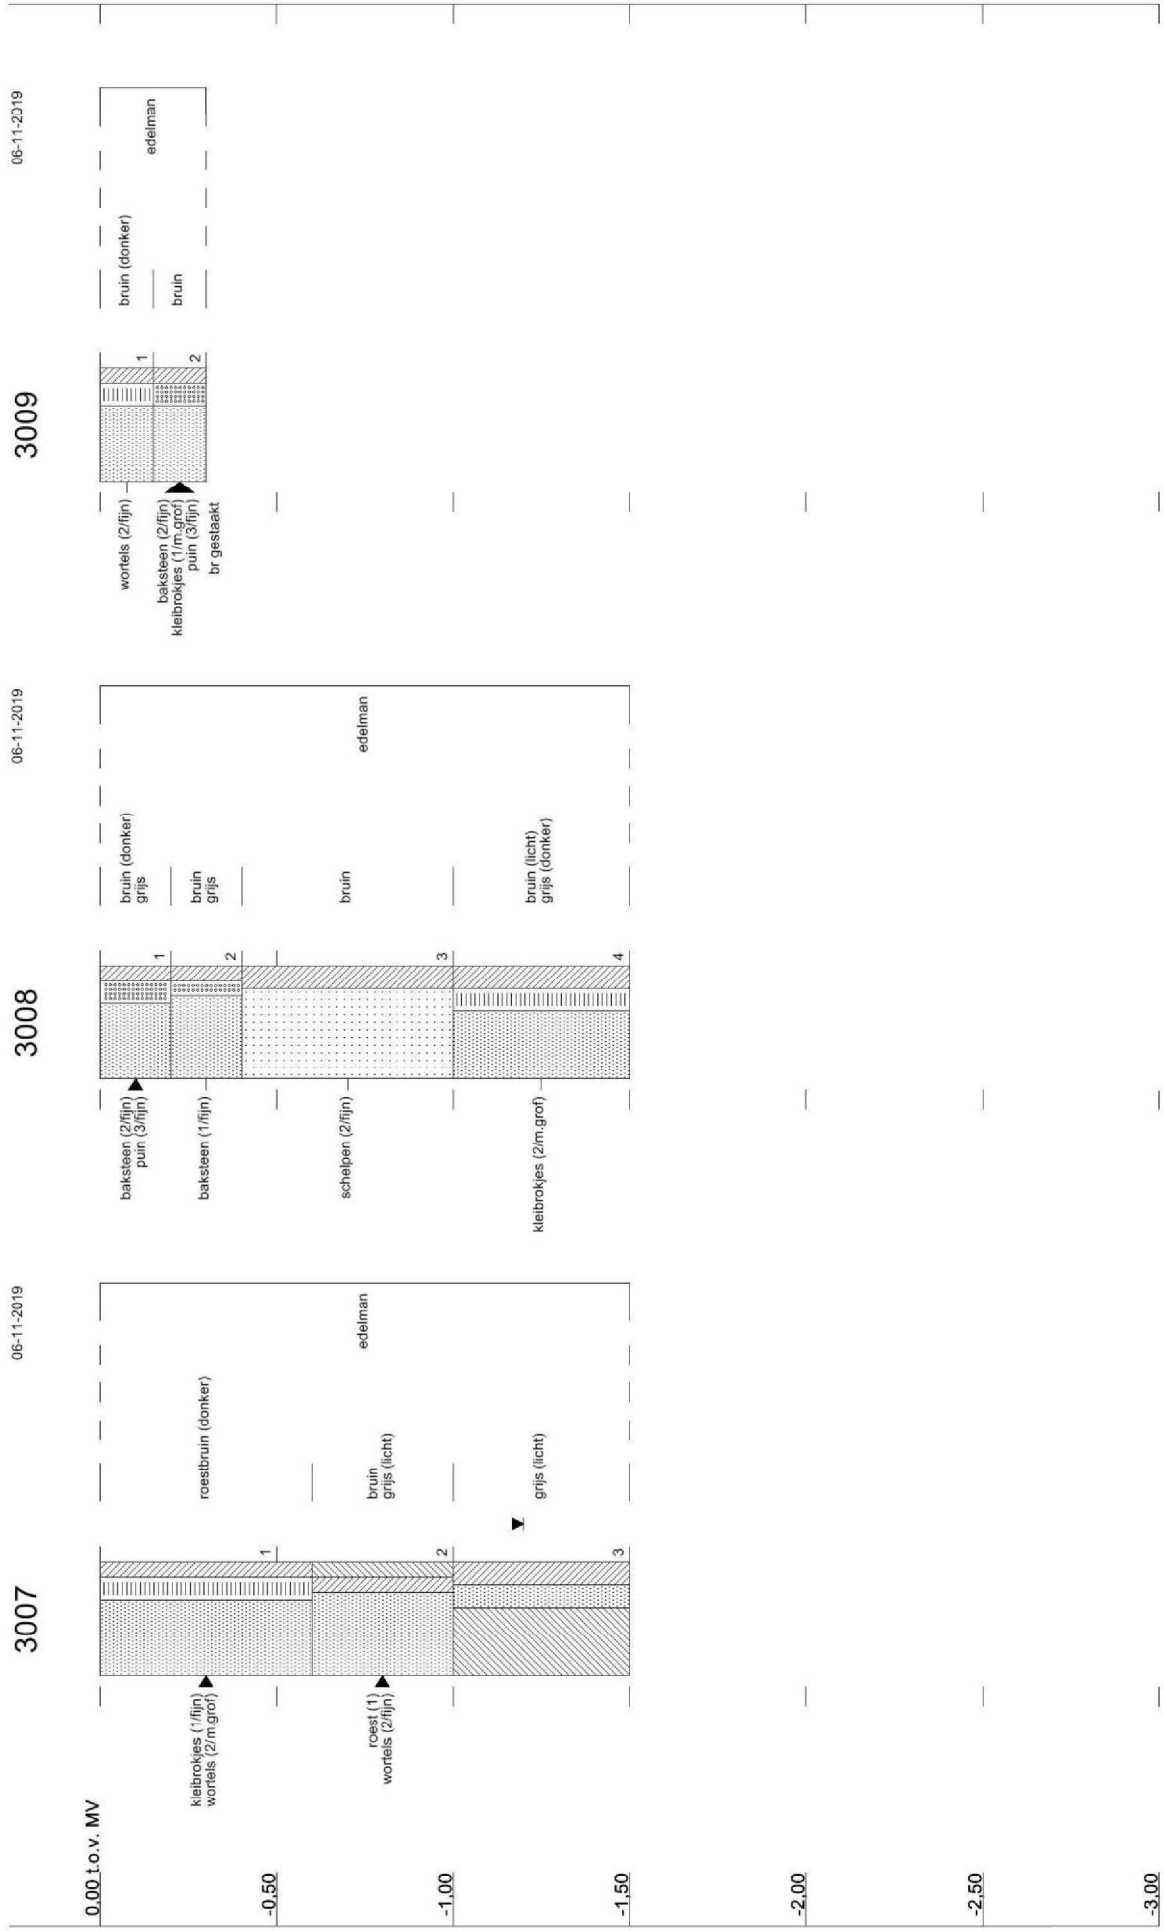 3007
06-11-2019
0,00 t.o.v. MV
-0,50
-1,00
-1,50
-2,00
-2,50
-3,00
kleibrokjes (1/fijn)
wortels (2/m.grof)
roest (1)
wortels (2/fijn)
1
2
3
roestbruin (donker)
bruin
grijs (licht)
grijs (licht)
edelman
3008
06-11-2019
baksteen (2/fijn)
puin (3/fijn)
baksteen (1/fijn)
schelpen (2/fijn)
kleibrokjes (2/m.grof)
1
2
3
4
bruin (donker)
grijs
bruin
grijs
bruin
bruin (licht)
grijs (donker)
edelman
3009
06-11-2019
wortels (2/fijn)
baksteen (2/fijn)
kleibrokjes (1/m.grof)
puin (3/fijn)
br gestaakt
1
2
bruin (donker)
bruin
edelman